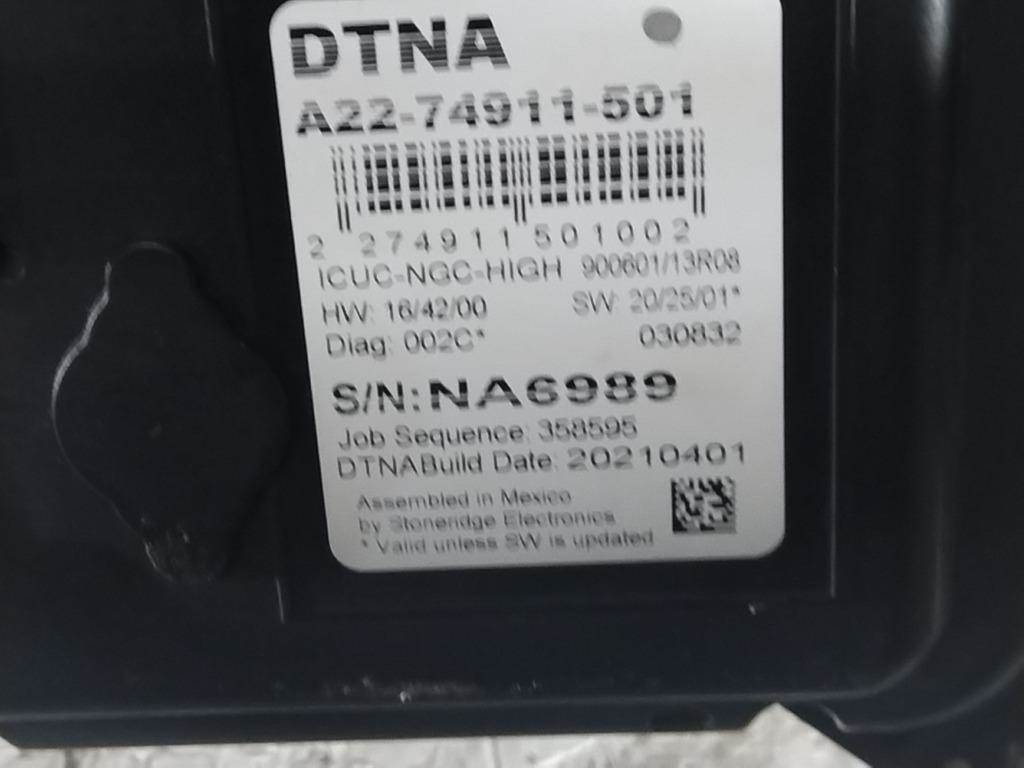 DTNA
A22-74911-501
2 274911 501002
ICUC-NGC-HIGH 900601/13R08
HW: 16/42/00 SW: 20/25/01*
Diag: 002C* 030832
S/N: NA6989
Job Sequence: 358595
DTNABuild Date: 20210401
Assembled in Mexico
by Stoneridge Electronics
* Valid unless SW is updated